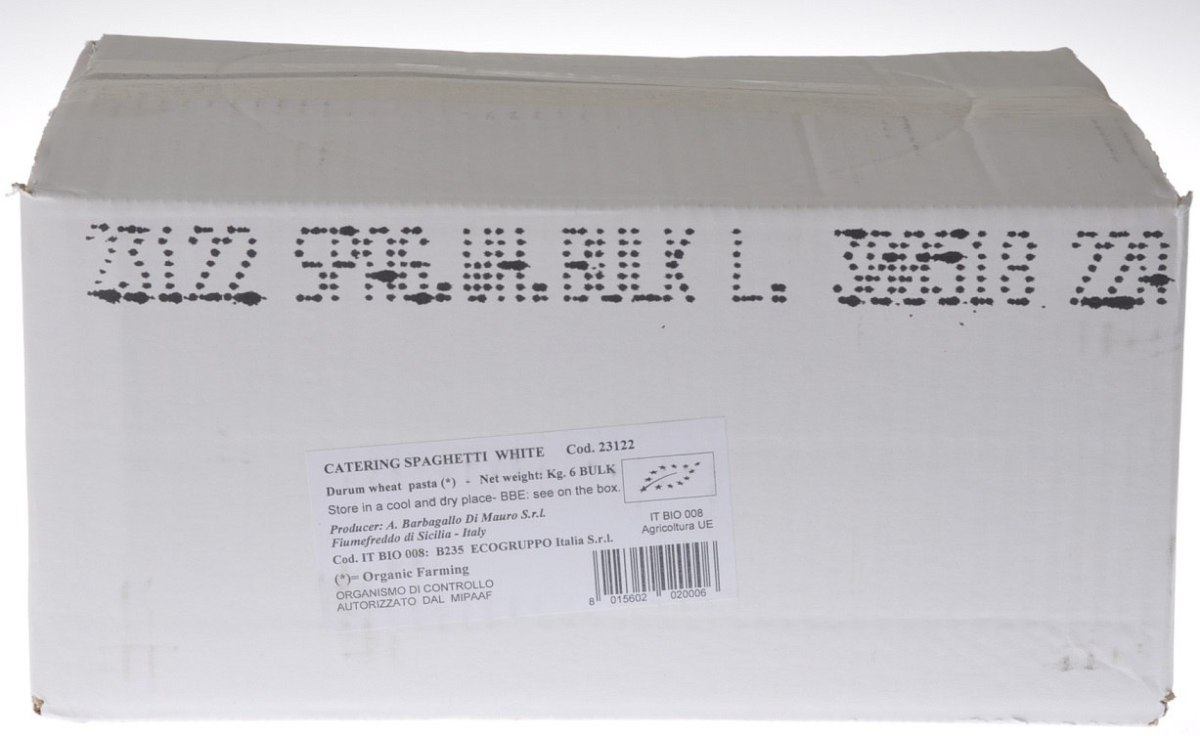 23122 SPAG.WH.BULK L.
CATERING SPAGHETTI WHITE Cod. 23122
Durum wheat pasta (*) - Net weight: Kg. 6 BULK
Store in a cool and dry place- BBE: see on the box.
Producer: A. Barbagallo Di Mauro S.r.l.
Fiumefreddo di Sicilia - Italy
Cod. IT BIO 008: B235 ECOGRUPPO Italia S.r.l.
(*)= Organic Farming
ORGANISMO DI CONTROLLO
AUTORIZZATO DAL MIPAAF
IT BIO 008
Agricoltura UE
8 015602 020006